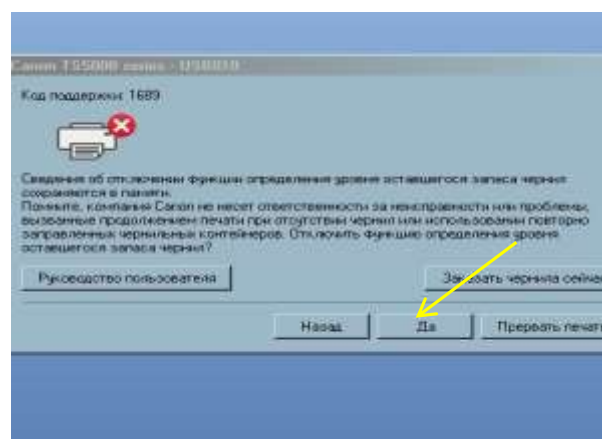 Canon TS5000 series - USB010
Код поддержки: 1689
Сведения об отключении функции определения уровня оставшегося запаса чернил
сохраняются в памяти.
Помните, компания Canon не несет ответственности за неисправности или проблемы,
вызванные продолжением печати при отсутствии чернил или использовании повторно
заправленных чернильных контейнеров. Отключить функцию определения уровня
оставшегося запаса чернил?
Руководство пользователя
Заказать чернила сейчас
Назад
Да
Прервать печать